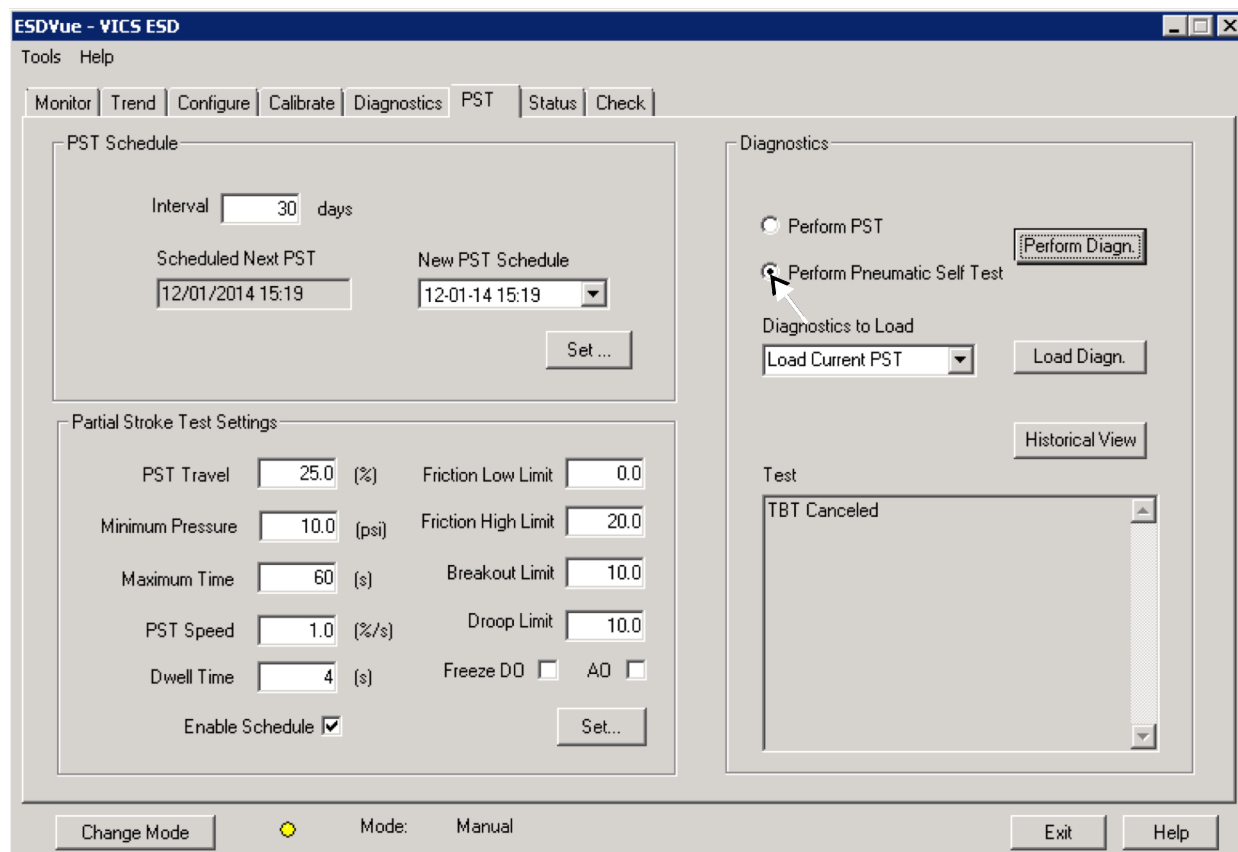 ESDVue - VICS ESD
Tools Help
Monitor Trend Configure Calibrate Diagnostics PST Status Check
PST Schedule
Interval 30 days
Scheduled Next PST
12/01/2014 15:19
New PST Schedule
12-01-14 15:19
Set ...
Partial Stroke Test Settings
PST Travel 25.0 (%)
Minimum Pressure 10.0 (psi)
Maximum Time 60 (s)
PST Speed 1.0 (%/s)
Dwell Time 4 (s)
Enable Schedule
Friction Low Limit 0.0
Friction High Limit 20.0
Breakout Limit 10.0
Droop Limit 10.0
Freeze DO AO
Set...
Diagnostics
Perform PST
Perform Pneumatic Self Test
Perform Diagn.
Diagnostics to Load
Load Current PST
Load Diagn.
Historical View
Test
TBT Canceled
Change Mode
Mode: Manual
Exit
Help